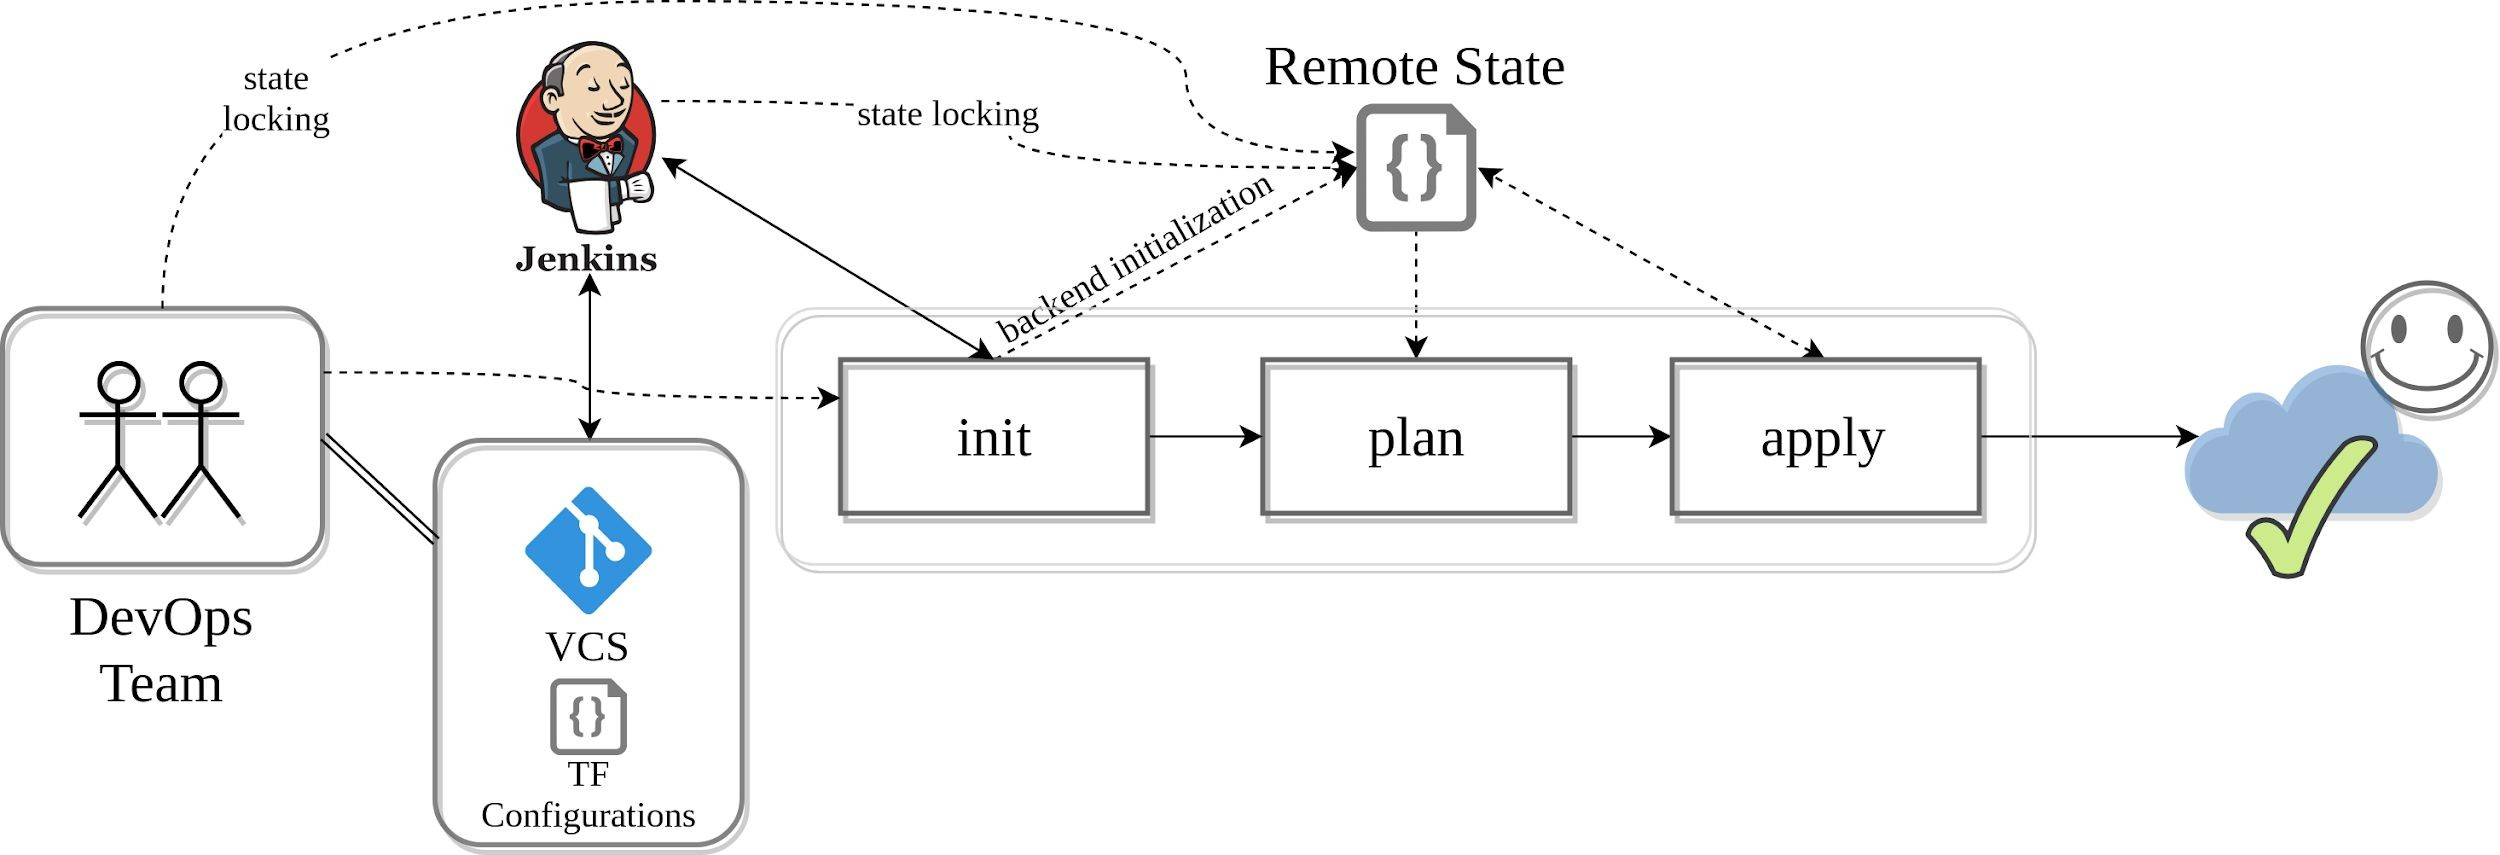 state
locking
state locking
Remote State
{}
Jenkins
backend initialization
init
plan
apply
DevOps
Team
VCS
{}
TF
Configurations